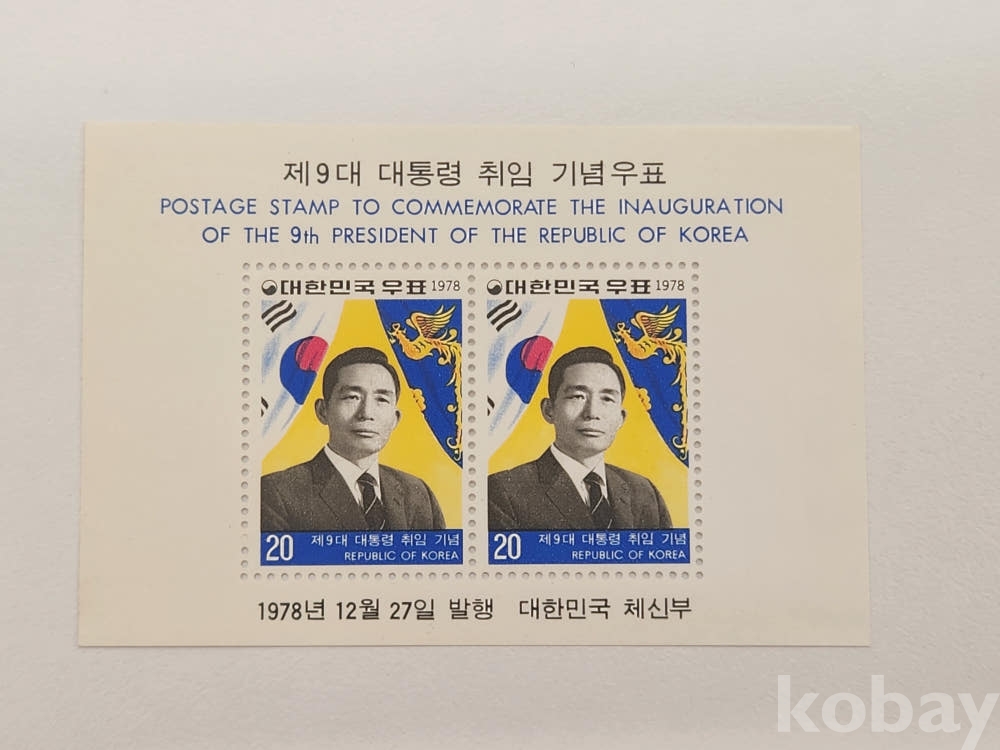 제9대 대통령 취임 기념우표
POSTAGE STAMP TO COMMEMORATE THE INAUGURATION
OF THE 9th PRESIDENT OF THE REPUBLIC OF KOREA
대한민국우표 1978
20 제9대 대통령 취임 기념
REPUBLIC OF KOREA
대한민국우표 1978
20 제9대 대통령 취임 기념
REPUBLIC OF KOREA
1978년 12월 27일 발행 대한민국 체신부
kobay